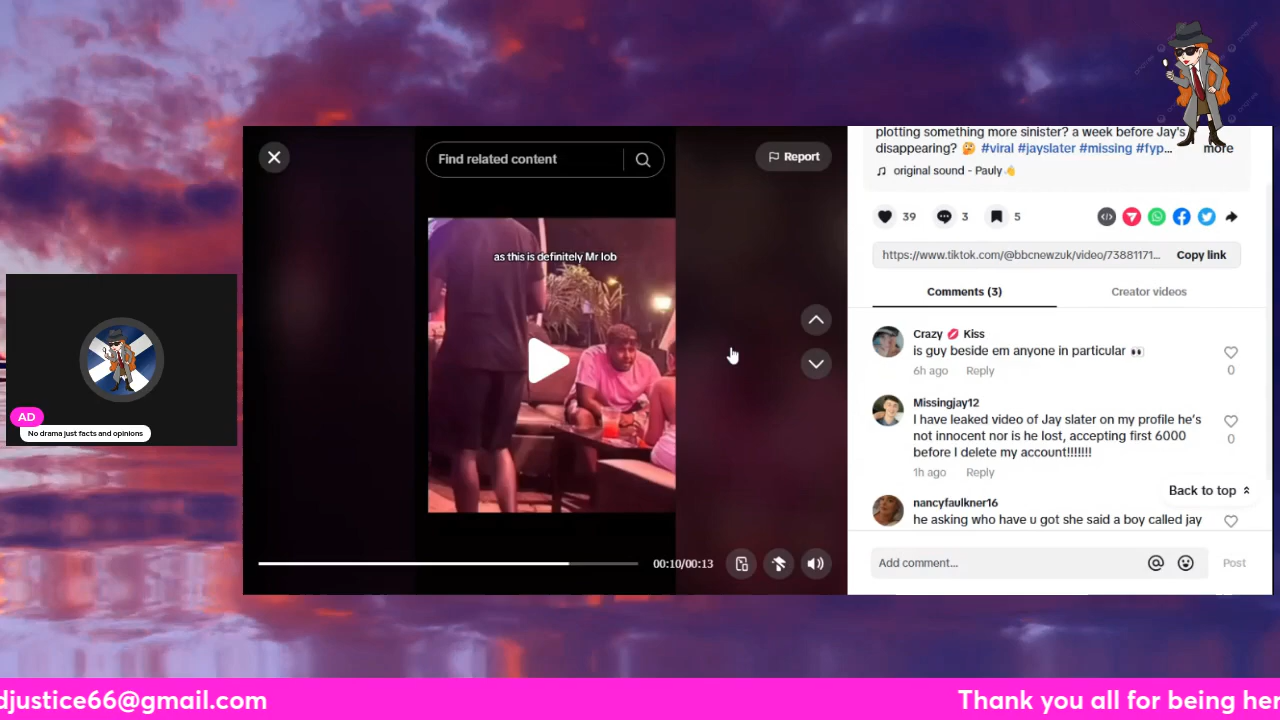 plotting something more sinister? a week before Jay's
disappearing? 🤔 #viral #jayslater #missing #fyp... more
original sound - Pauly👋
Find related content
Report
39
3
5
https://www.tiktok.com/@bbcnewzuk/video/73881171...
Copy link
Comments (3)
Creator videos
as this is definitely Mr Iob
Crazy 💋 Kiss
is guy beside em anyone in particular 👀
6h ago Reply
0
Missingjay12
I have leaked video of Jay slater on my profile he's
not innocent nor is he lost, accepting first 6000
before I delete my account!!!!!!!
1h ago Reply
0
Back to top
nancyfaulkner16
he asking who have u got she said a boy called jay
00:10/00:13
Add comment...
Post
AD
No drama just facts and opinions
djustice66@gmail.com
Thank you all for being her